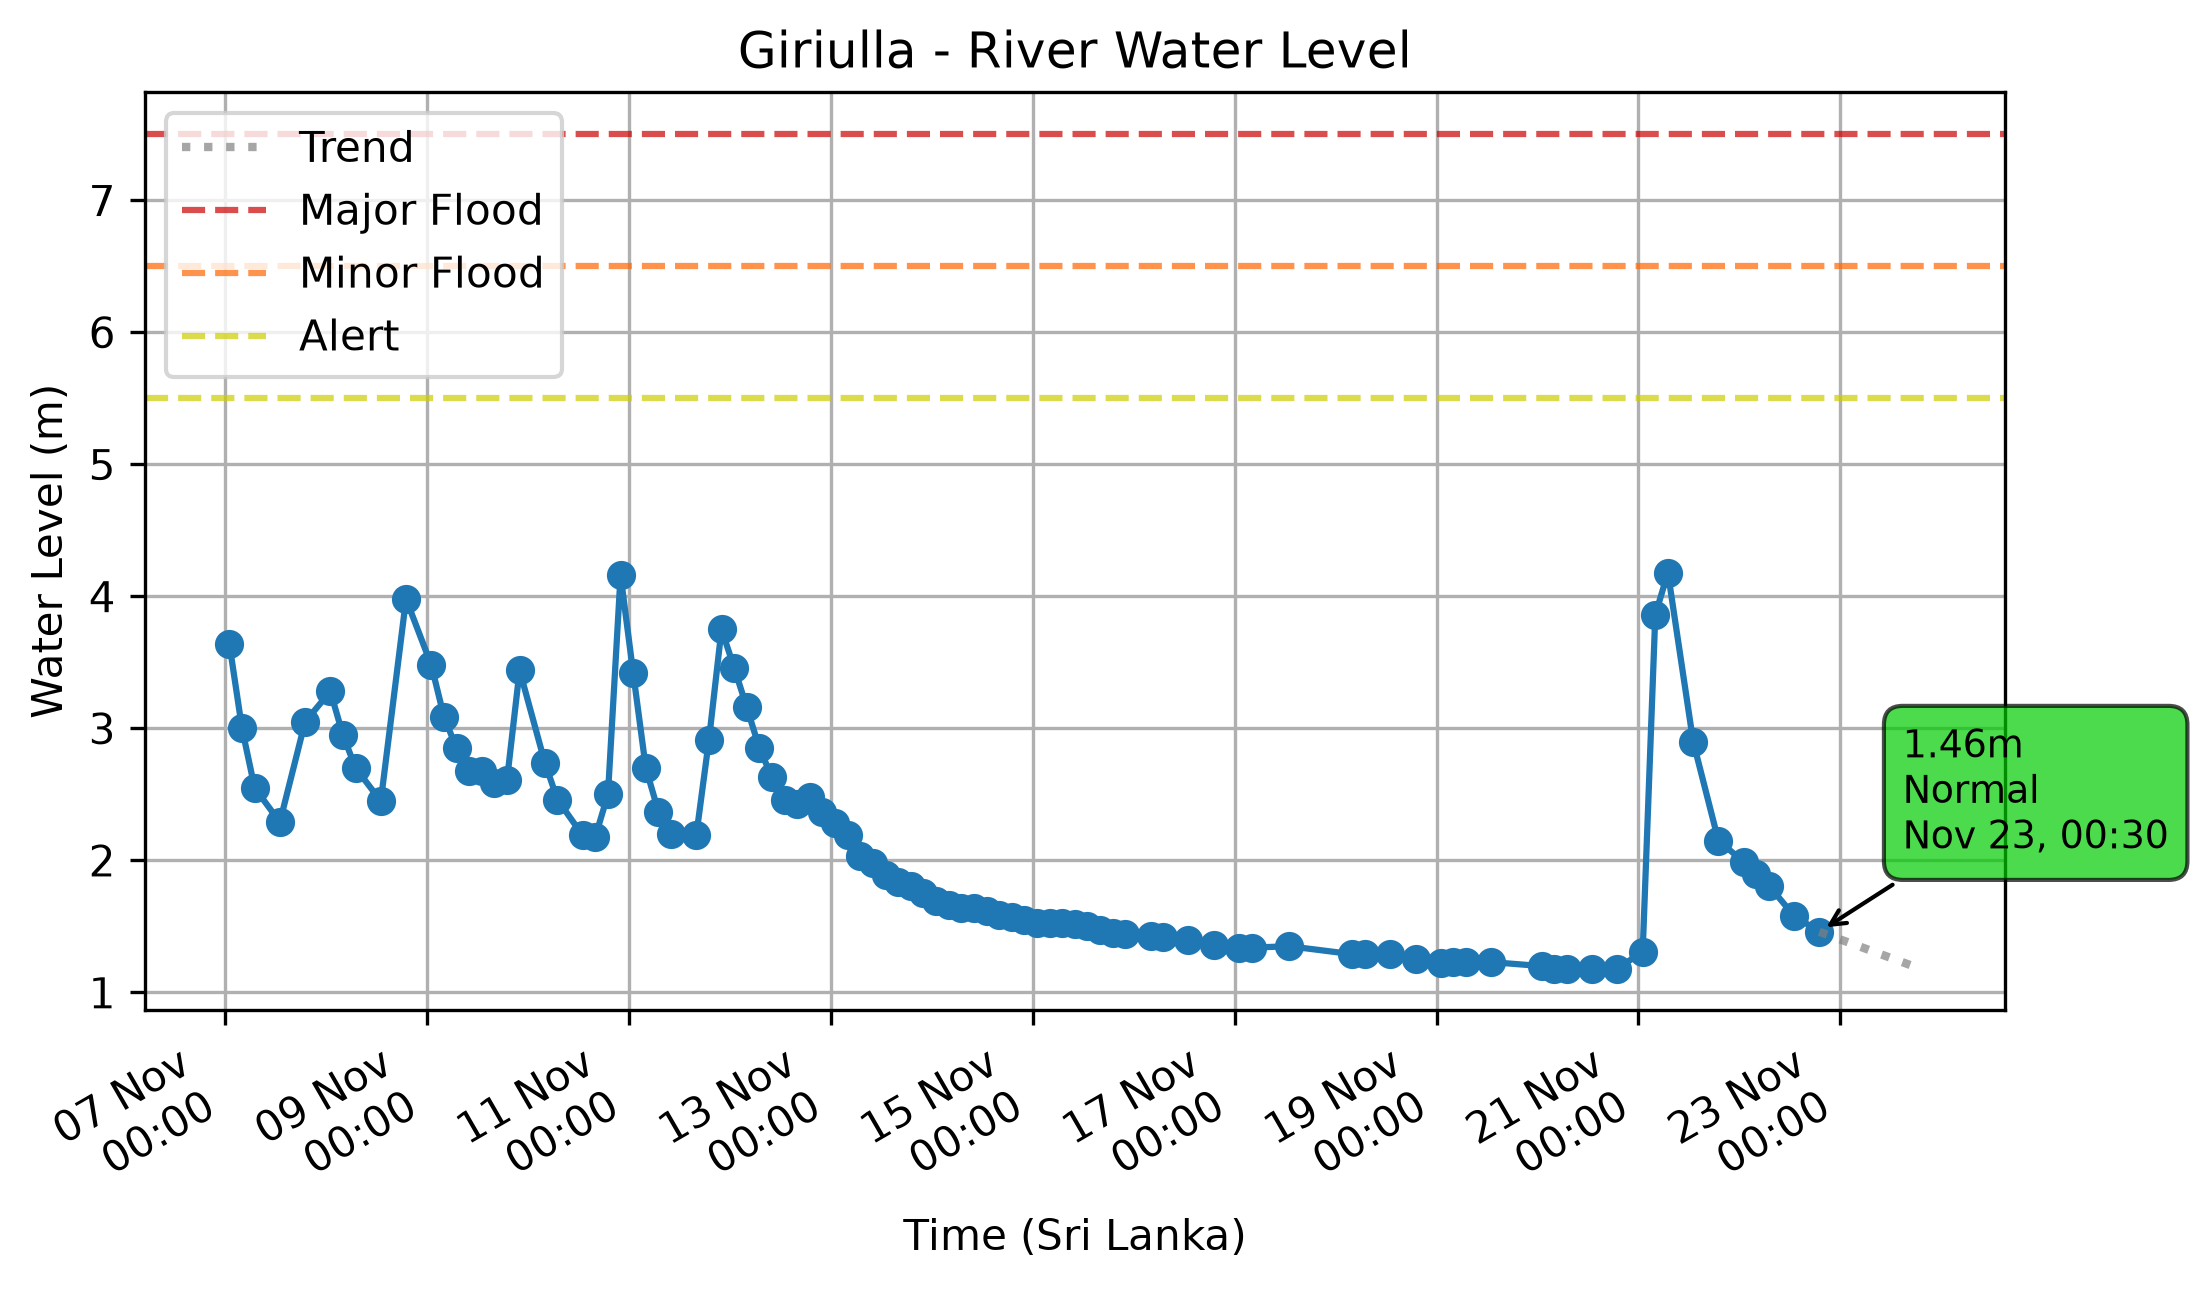 Giriulla - River Water Level
Trend
Major Flood
Minor Flood
Alert
7
6
5
4
3
2
1
Water Level (m)
1.46m
Normal
Nov 23, 00:30
07 Nov
00:00
09 Nov
00:00
11 Nov
00:00
13 Nov
00:00
15 Nov
00:00
17 Nov
00:00
19 Nov
00:00
21 Nov
00:00
23 Nov
00:00
Time (Sri Lanka)